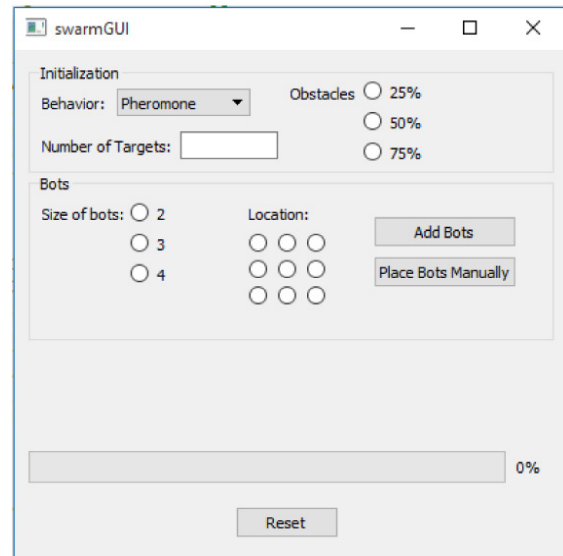 swarmGUI
Initialization
Behavior: Pheromone
Obstacles 25%
50%
75%
Number of Targets:
Bots
Size of bots: 2
3
4
Location:
Add Bots
Place Bots Manually
0%
Reset